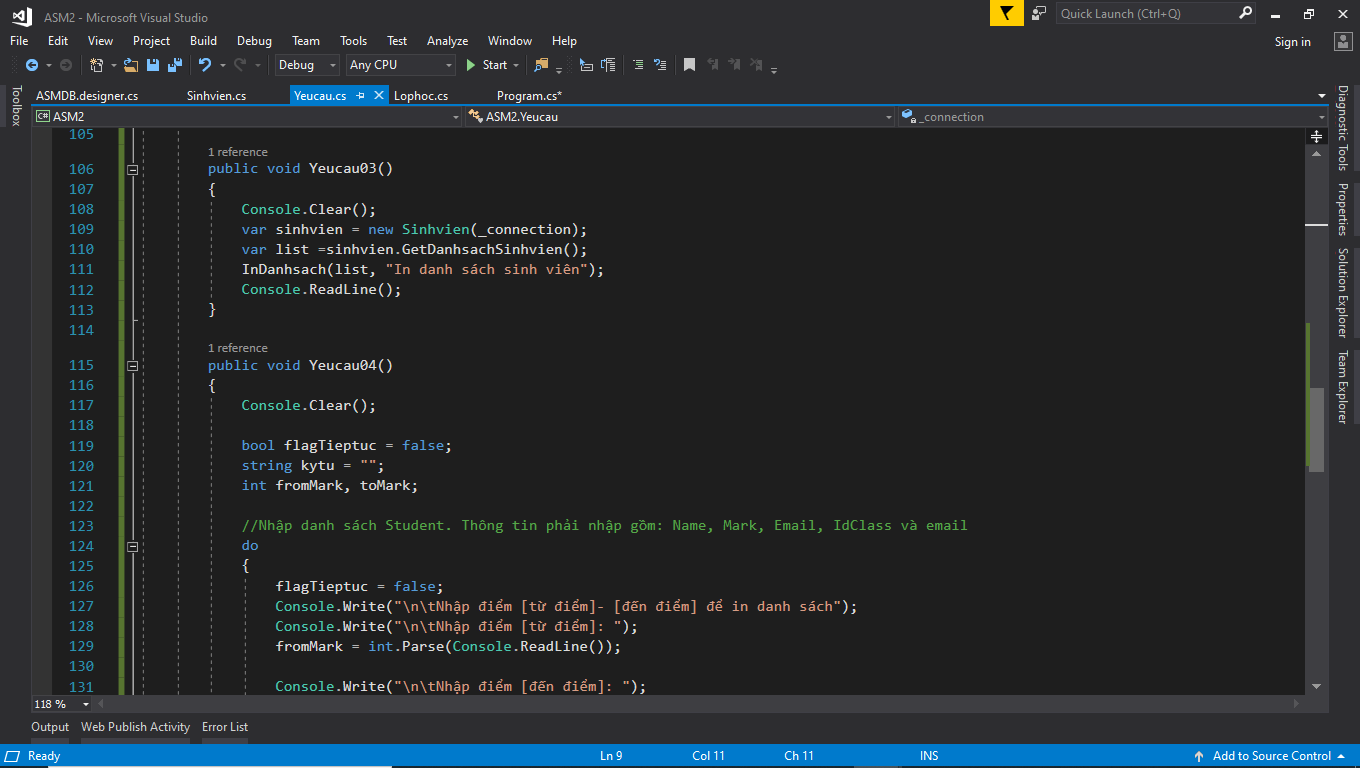 ASM2 - Microsoft Visual Studio
Quick Launch (Ctrl+Q)
File Edit View Project Build Debug Team Tools Test Analyze Window Help
Sign in
Debug Any CPU Start
Toolbox
ASMDB.designer.cs Sinhvien.cs Yeucau.cs Lophoc.cs Program.cs*
C# ASM2 ASM2.Yeucau _connection
105
1 reference
106 public void Yeucau03()
107 {
108 Console.Clear();
109 var sinhvien = new Sinhvien(_connection);
110 var list =sinhvien.GetDanhsachSinhvien();
111 InDanhsach(list, "In danh sách sinh viên");
112 Console.ReadLine();
113 }
114
1 reference
115 public void Yeucau04()
116 {
117 Console.Clear();
118
119 bool flagTieptuc = false;
120 string kytu = "";
121 int fromMark, toMark;
122
123 //Nhập danh sách Student. Thông tin phải nhập gồm: Name, Mark, Email, IdClass và email
124 do
125 {
126 flagTieptuc = false;
127 Console.Write("\n\tNhập điểm [từ điểm]- [đến điểm] để in danh sách");
128 Console.Write("\n\tNhập điểm [từ điểm]: ");
129 fromMark = int.Parse(Console.ReadLine());
130
131 Console.Write("\n\tNhập điểm [đến điểm]: ");
118 %
Diagnostic Tools
Properties
Solution Explorer
Team Explorer
Output Web Publish Activity Error List
Ready Ln 9 Col 11 Ch 11 INS Add to Source Control